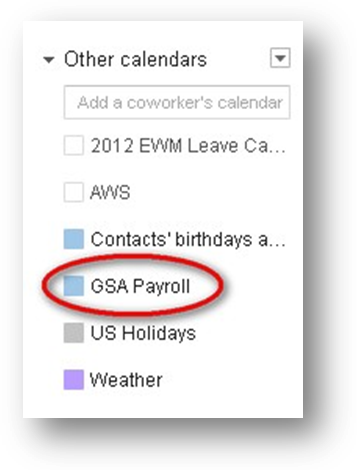 Other calendars
Add a coworker's calendar
2012 EWM Leave Ca...
AWS
Contacts' birthdays a...
GSA Payroll
US Holidays
Weather